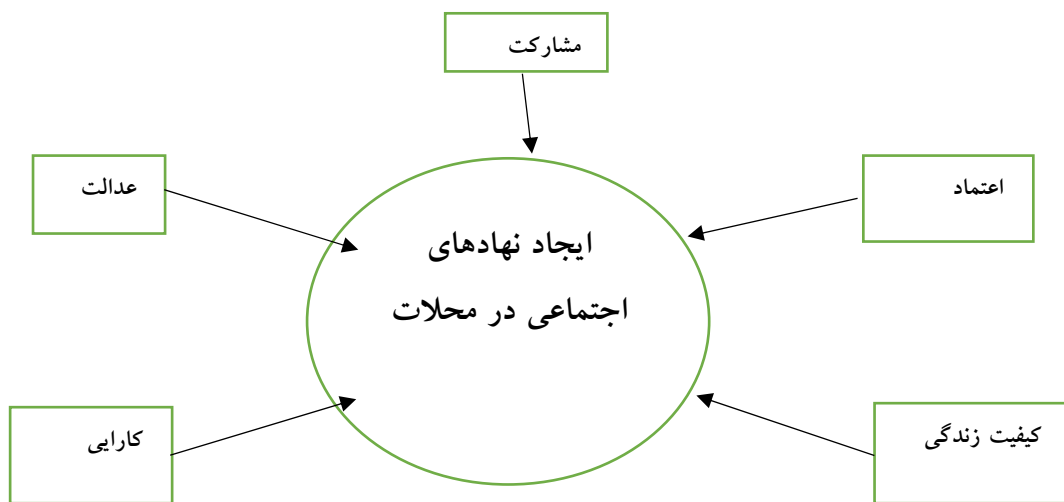 مشارکت
اعتماد
عدالت
ایجاد نهادهای
اجتماعی در محلات
کیفیت زندگی
کارایی